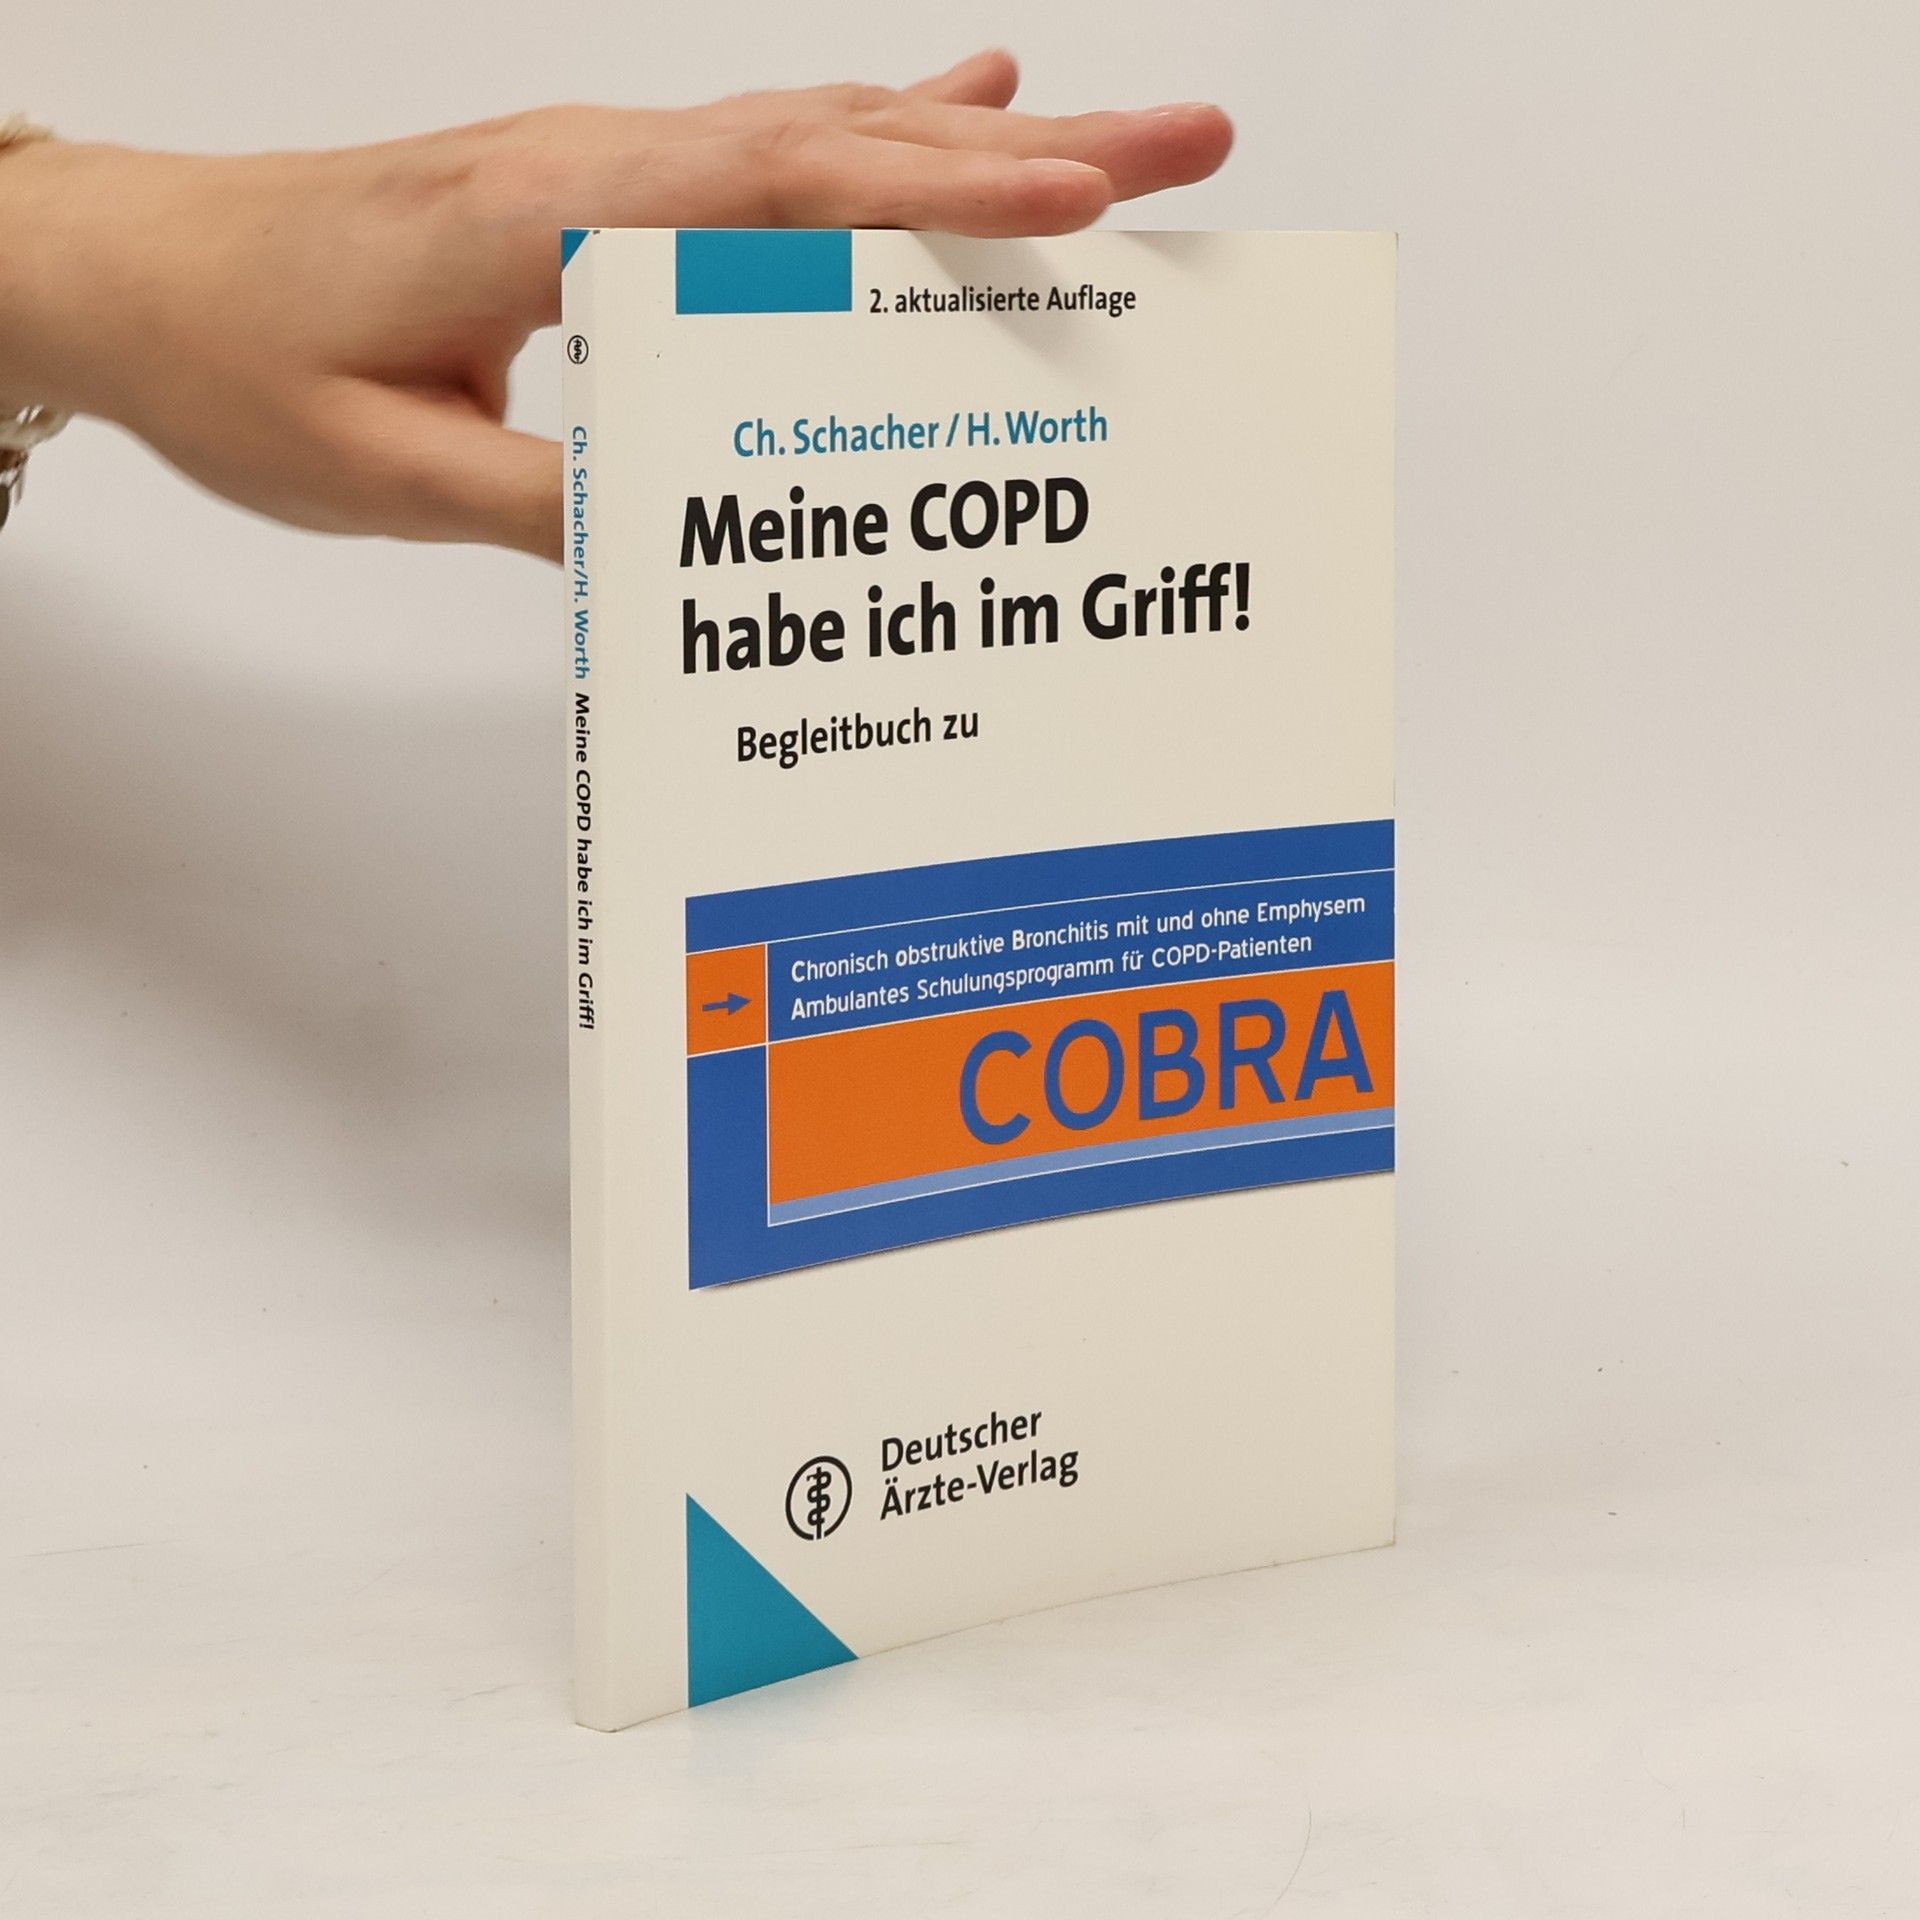 2. aktualisierte Auflage
Ch. Schacher / H. Worth
Meine COPD
habe ich im Griff!
Begleitbuch zu
Chronisch obstruktive Bronchitis mit und ohne Emphysem
Ambulantes Schulungsprogramm für COPD-Patienten
COBRA
Deutscher
Ärzte-Verlag
Ch. Schacher/H. Worth Meine COPD habe ich im Griff!